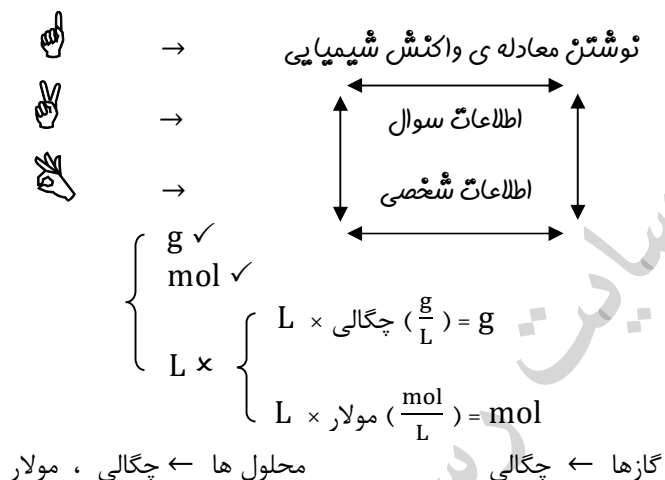 ☝ → نوشتن معادله ی واکنش شیمیایی
✌ → اطلاعات سوال
👌 → اطلاعات شخصی
g ✓
mol ✓
L × چگالی (g/L) = g
L ✗
L × مولار (mol/L) = mol
گازها ← چگالی    محلول ها ← چگالی ، مولار
سایت